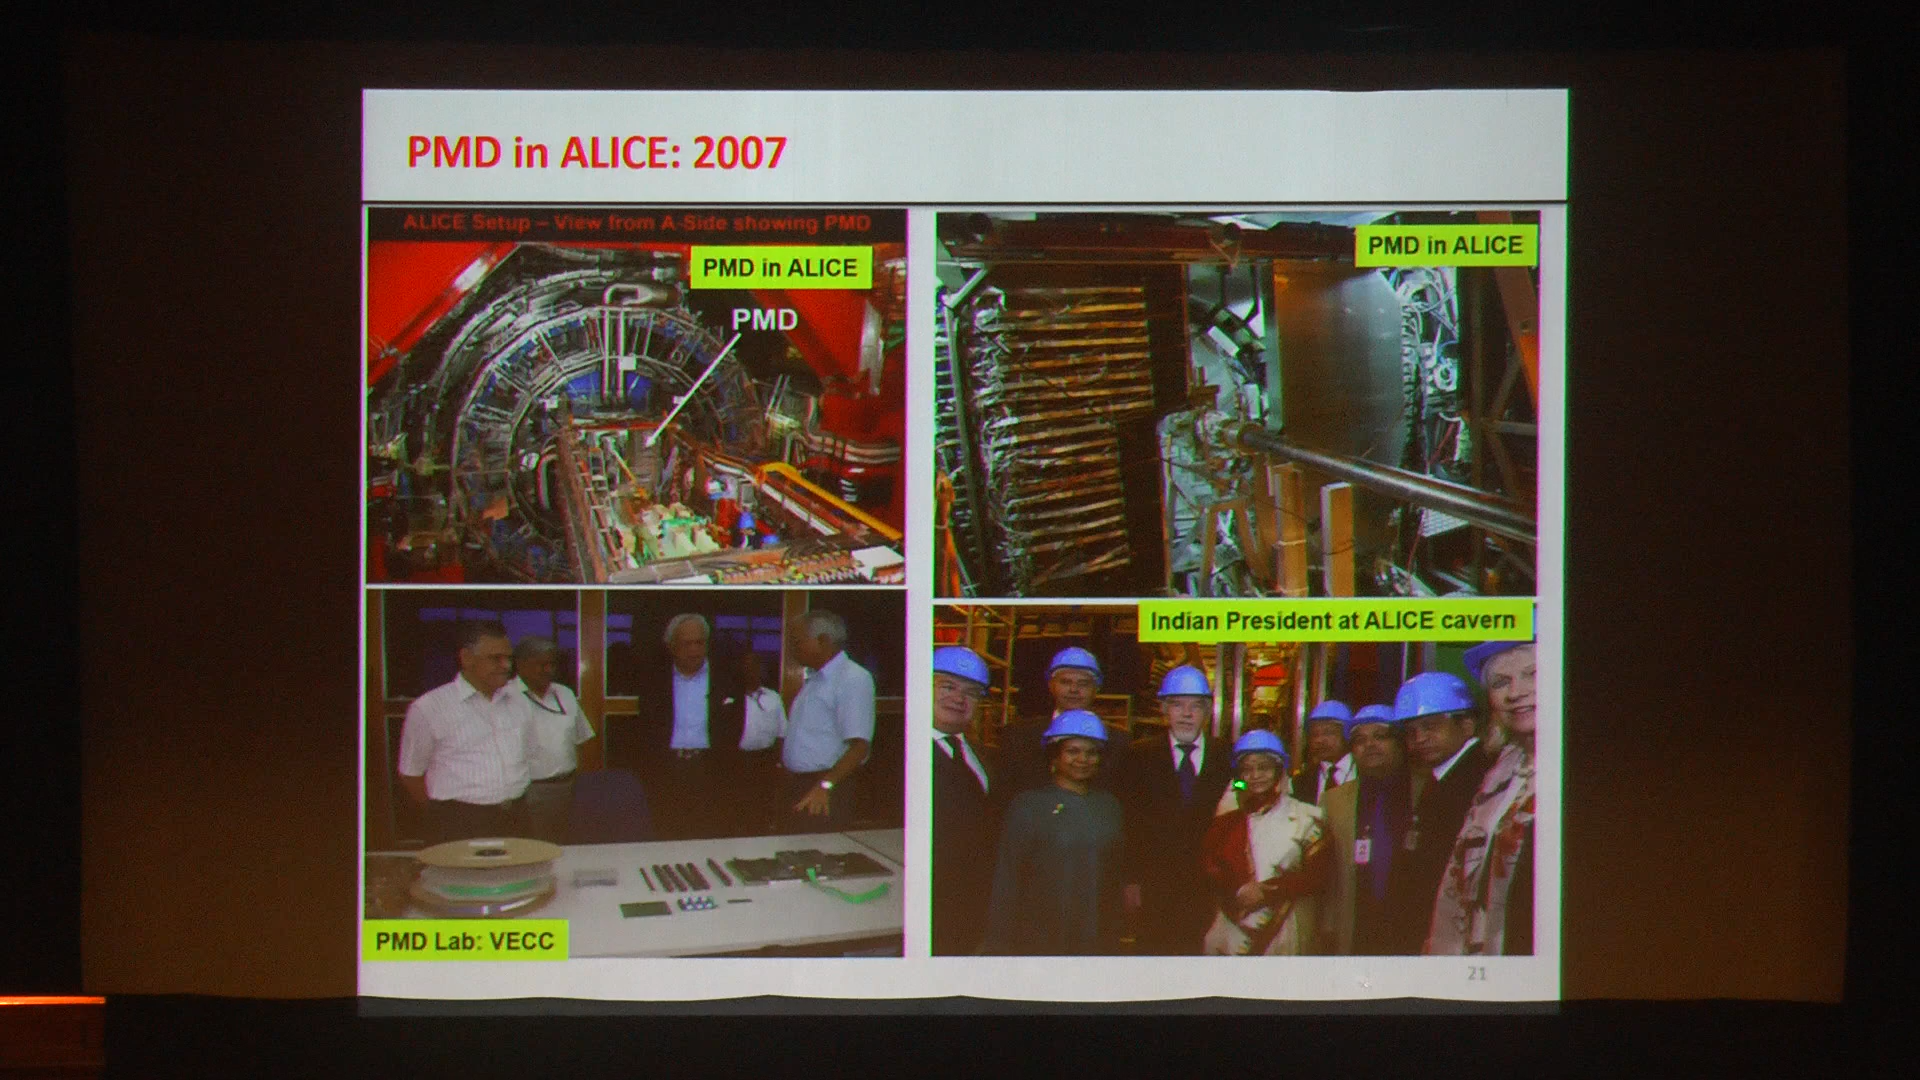 PMD in ALICE: 2007
ALICE Setup – View from A-Side showing PMD
PMD in ALICE
PMD
PMD in ALICE
PMD Lab: VECC
Indian President at ALICE cavern
21